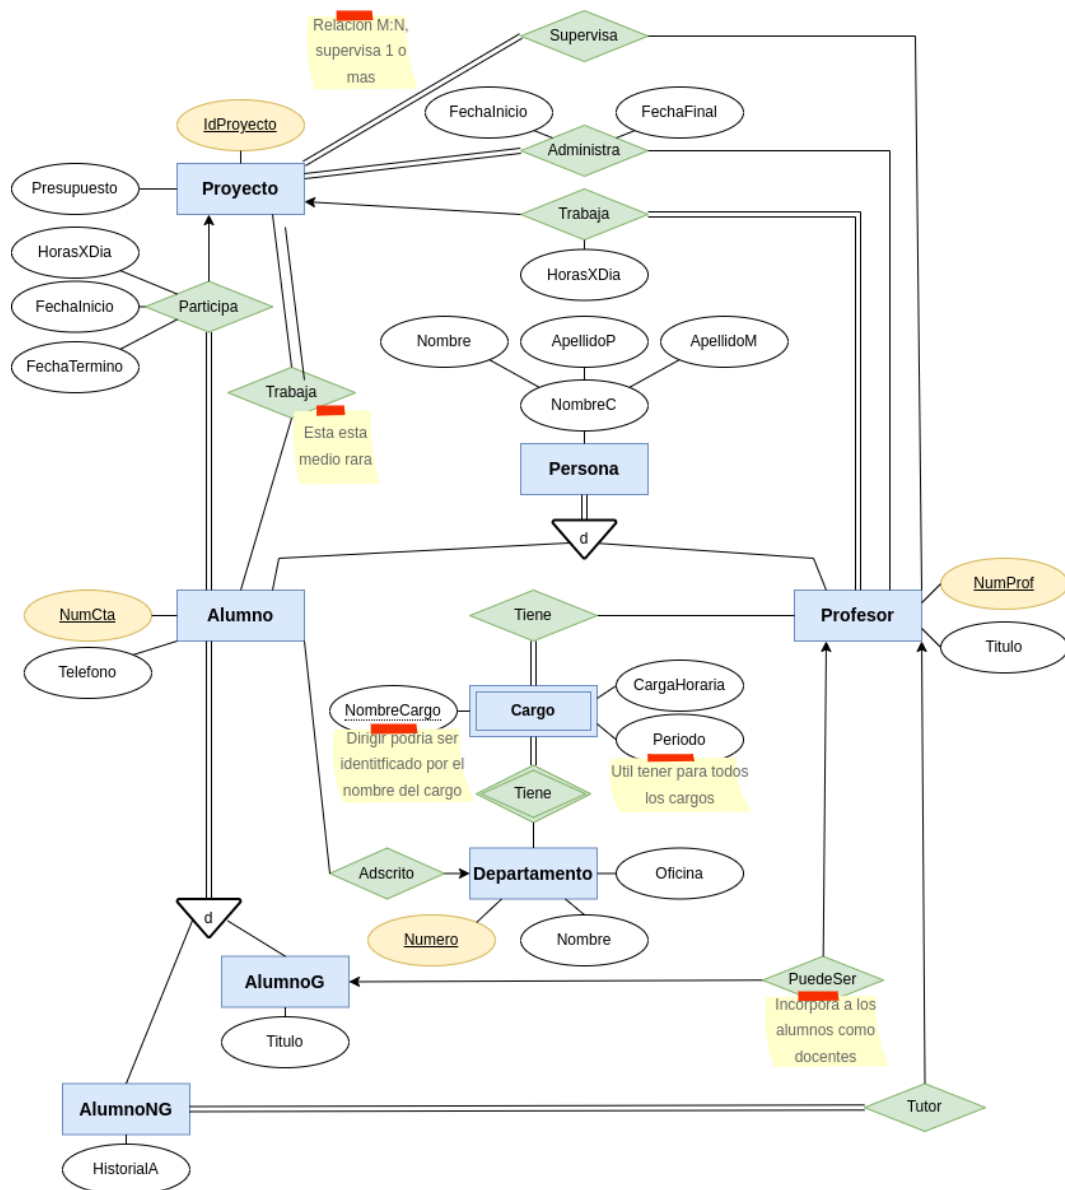 Relación M:N,
supervisa 1 o
mas
Supervisa
FechaInicio
FechaFinal
IdProyecto
Administra
Presupuesto
Proyecto
Trabaja
HorasXDia
HorasXDia
FechaInicio
Participa
FechaTermino
Nombre
ApellidoP
ApellidoM
Trabaja
NombreC
Esta esta
medio rara
Persona
d
NumCta
Alumno
Tiene
Profesor
NumProf
Telefono
Titulo
NombreCargo
Cargo
CargaHoraria
Periodo
Dirigir podria ser
identitficado por el
nombre del cargo
Util tener para todos
los cargos
Tiene
Adscrito
Departamento
Oficina
d
Numero
Nombre
AlumnoG
PuedeSer
Incorpora a los
alumnos como
docentes
Titulo
AlumnoNG
Tutor
HistorialA